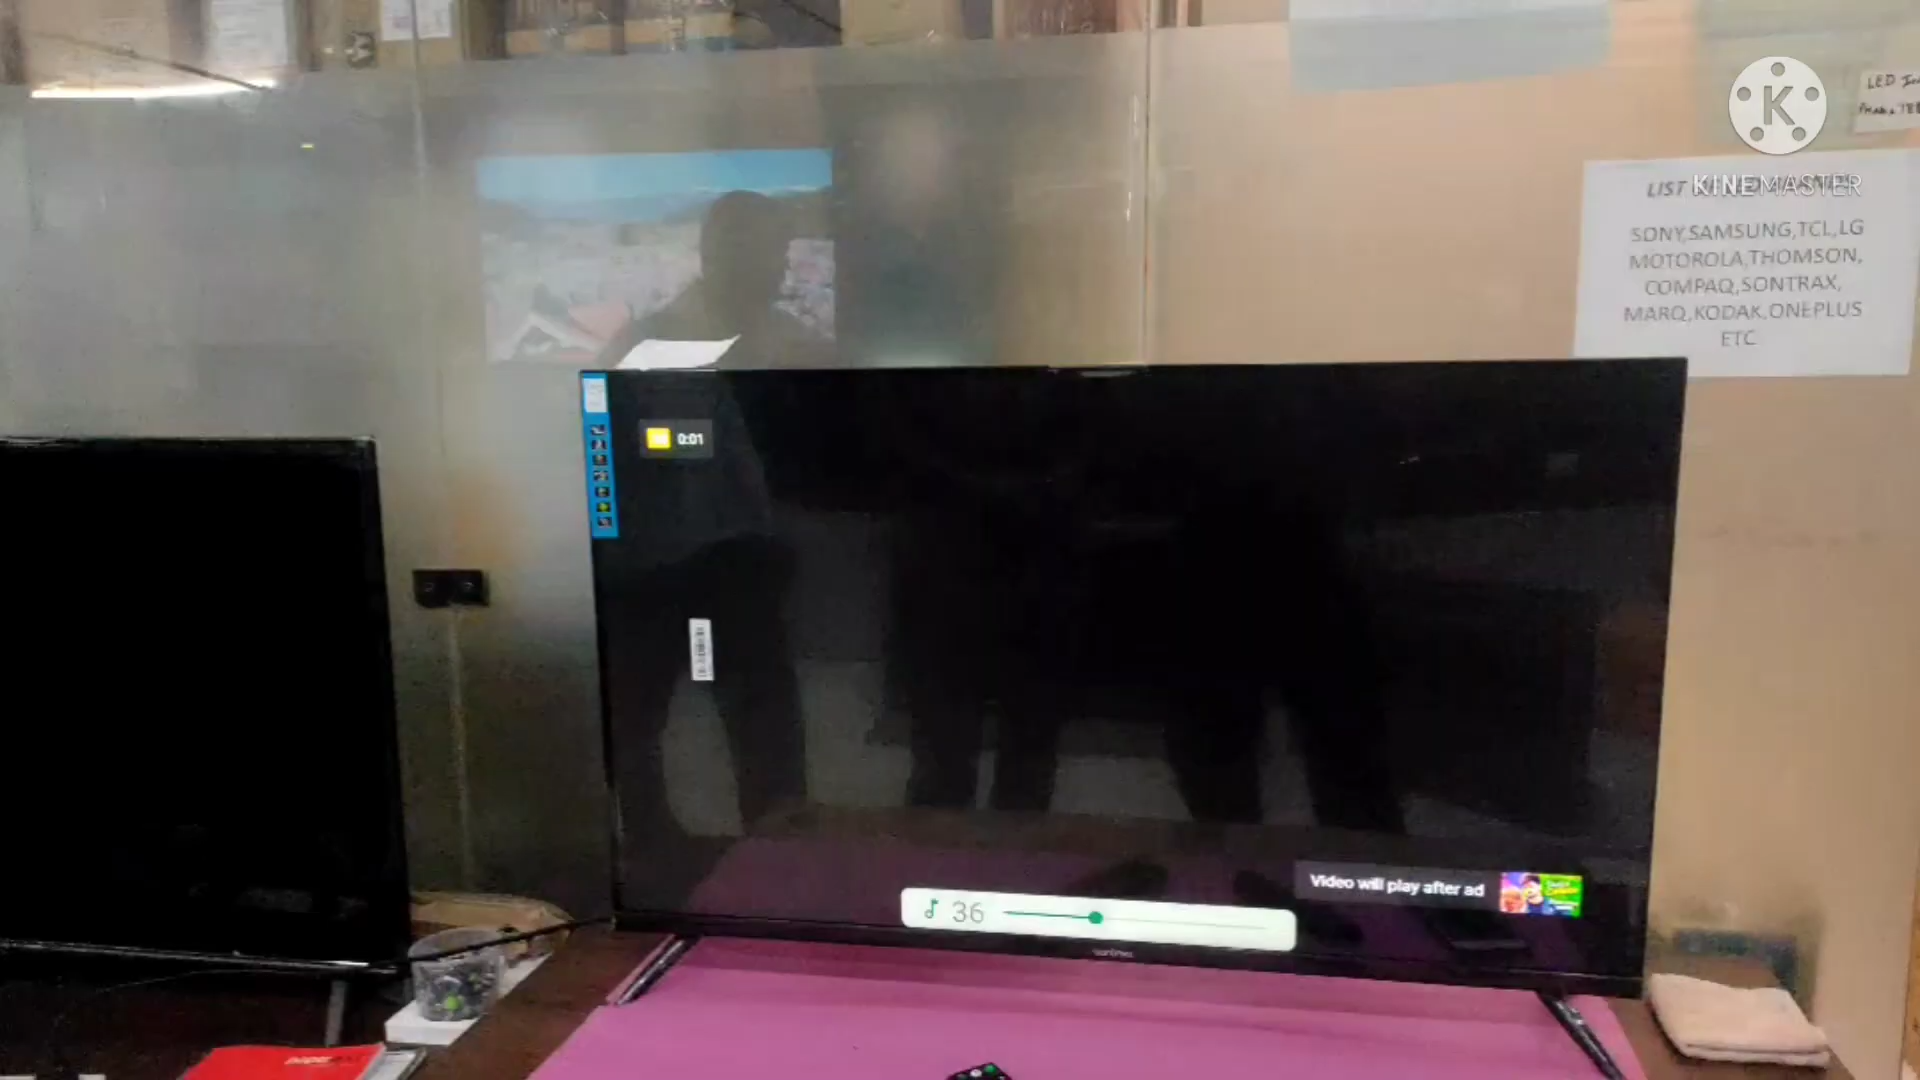 LED
KINEMASTER
LIST
SONY,SAMSUNG,TCL,LG
MOTOROLA,THOMSON,
COMPAQ,SONTRAX,
MARQ,KODAK,ONEPLUS
ETC
0:01
Video will play after ad
36